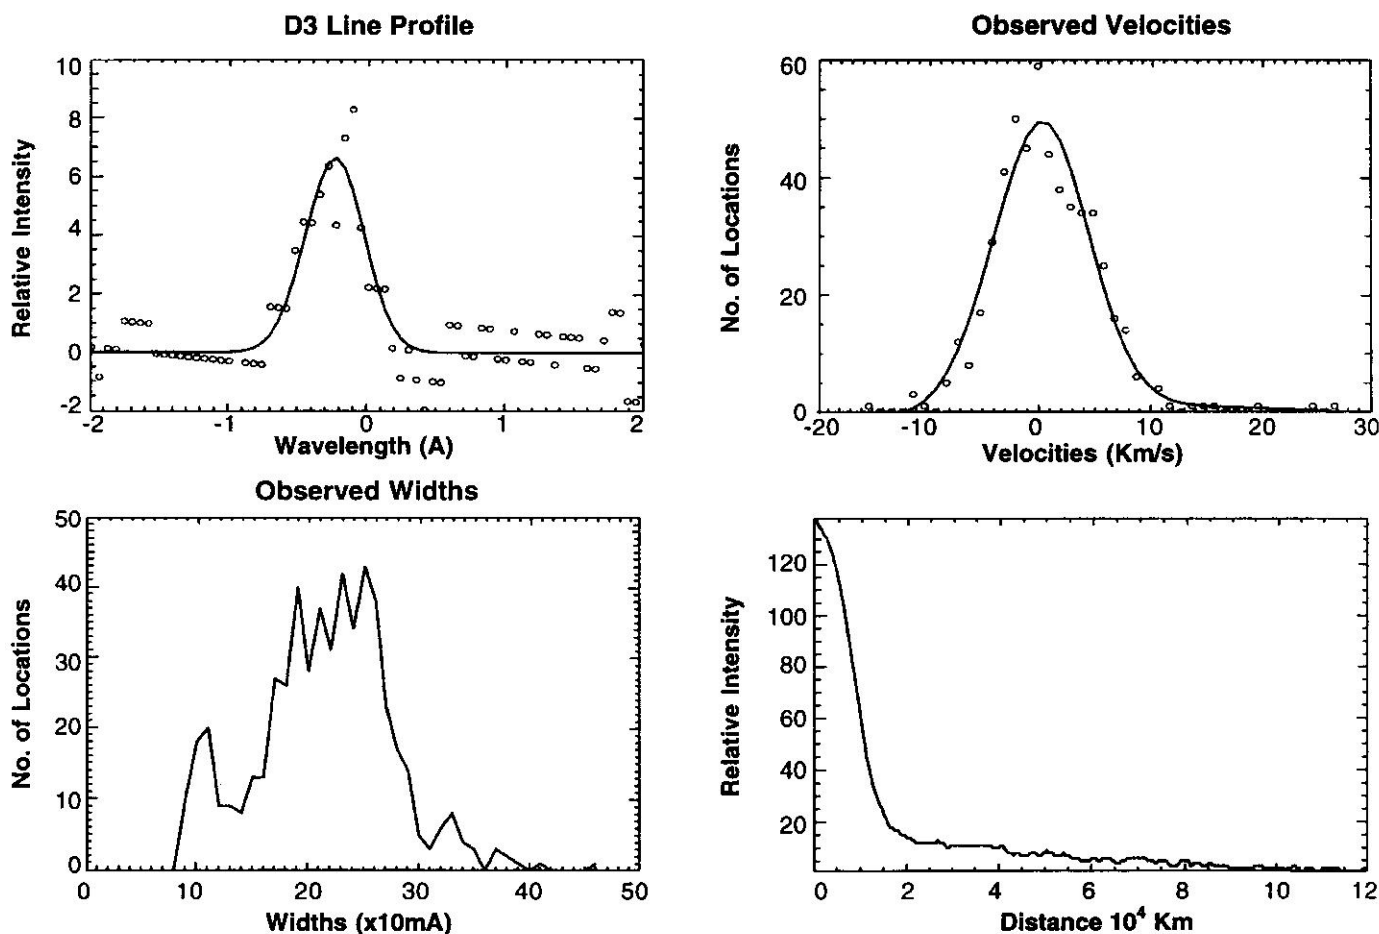 D3 Line Profile
Relative Intensity
10
8
6
4
2
0
-2
-2 -1 0 1 2
Wavelength (A)
Observed Velocities
No. of Locations
60
40
20
0
-20 -10 0 10 20 30
Velocities (Km/s)
Observed Widths
No. of Locations
50
40
30
20
10
0
0 10 20 30 40 50
Widths (x10mA)
Relative Intensity
120
100
80
60
40
20
0 2 4 6 8 10 12
Distance 10⁴ Km